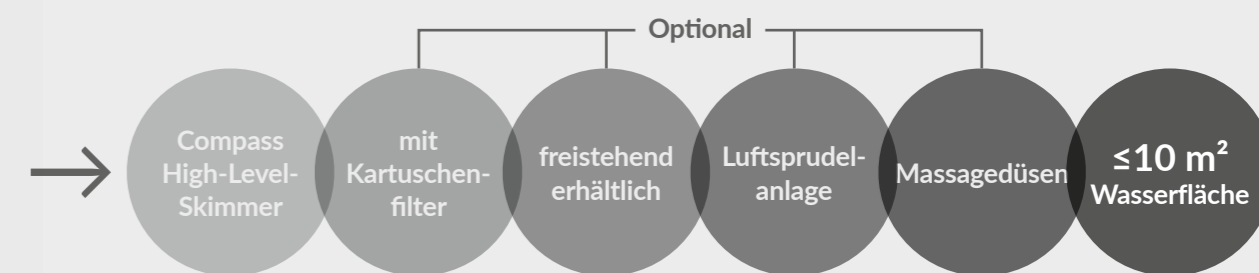 Optional
Compass
High-Level-
Skimmer
mit
Kartuschen-
filter
freistehend
erhältlich
Luftsprudel-
anlage
Massagedüsen
≤10 m²
Wasserfläche